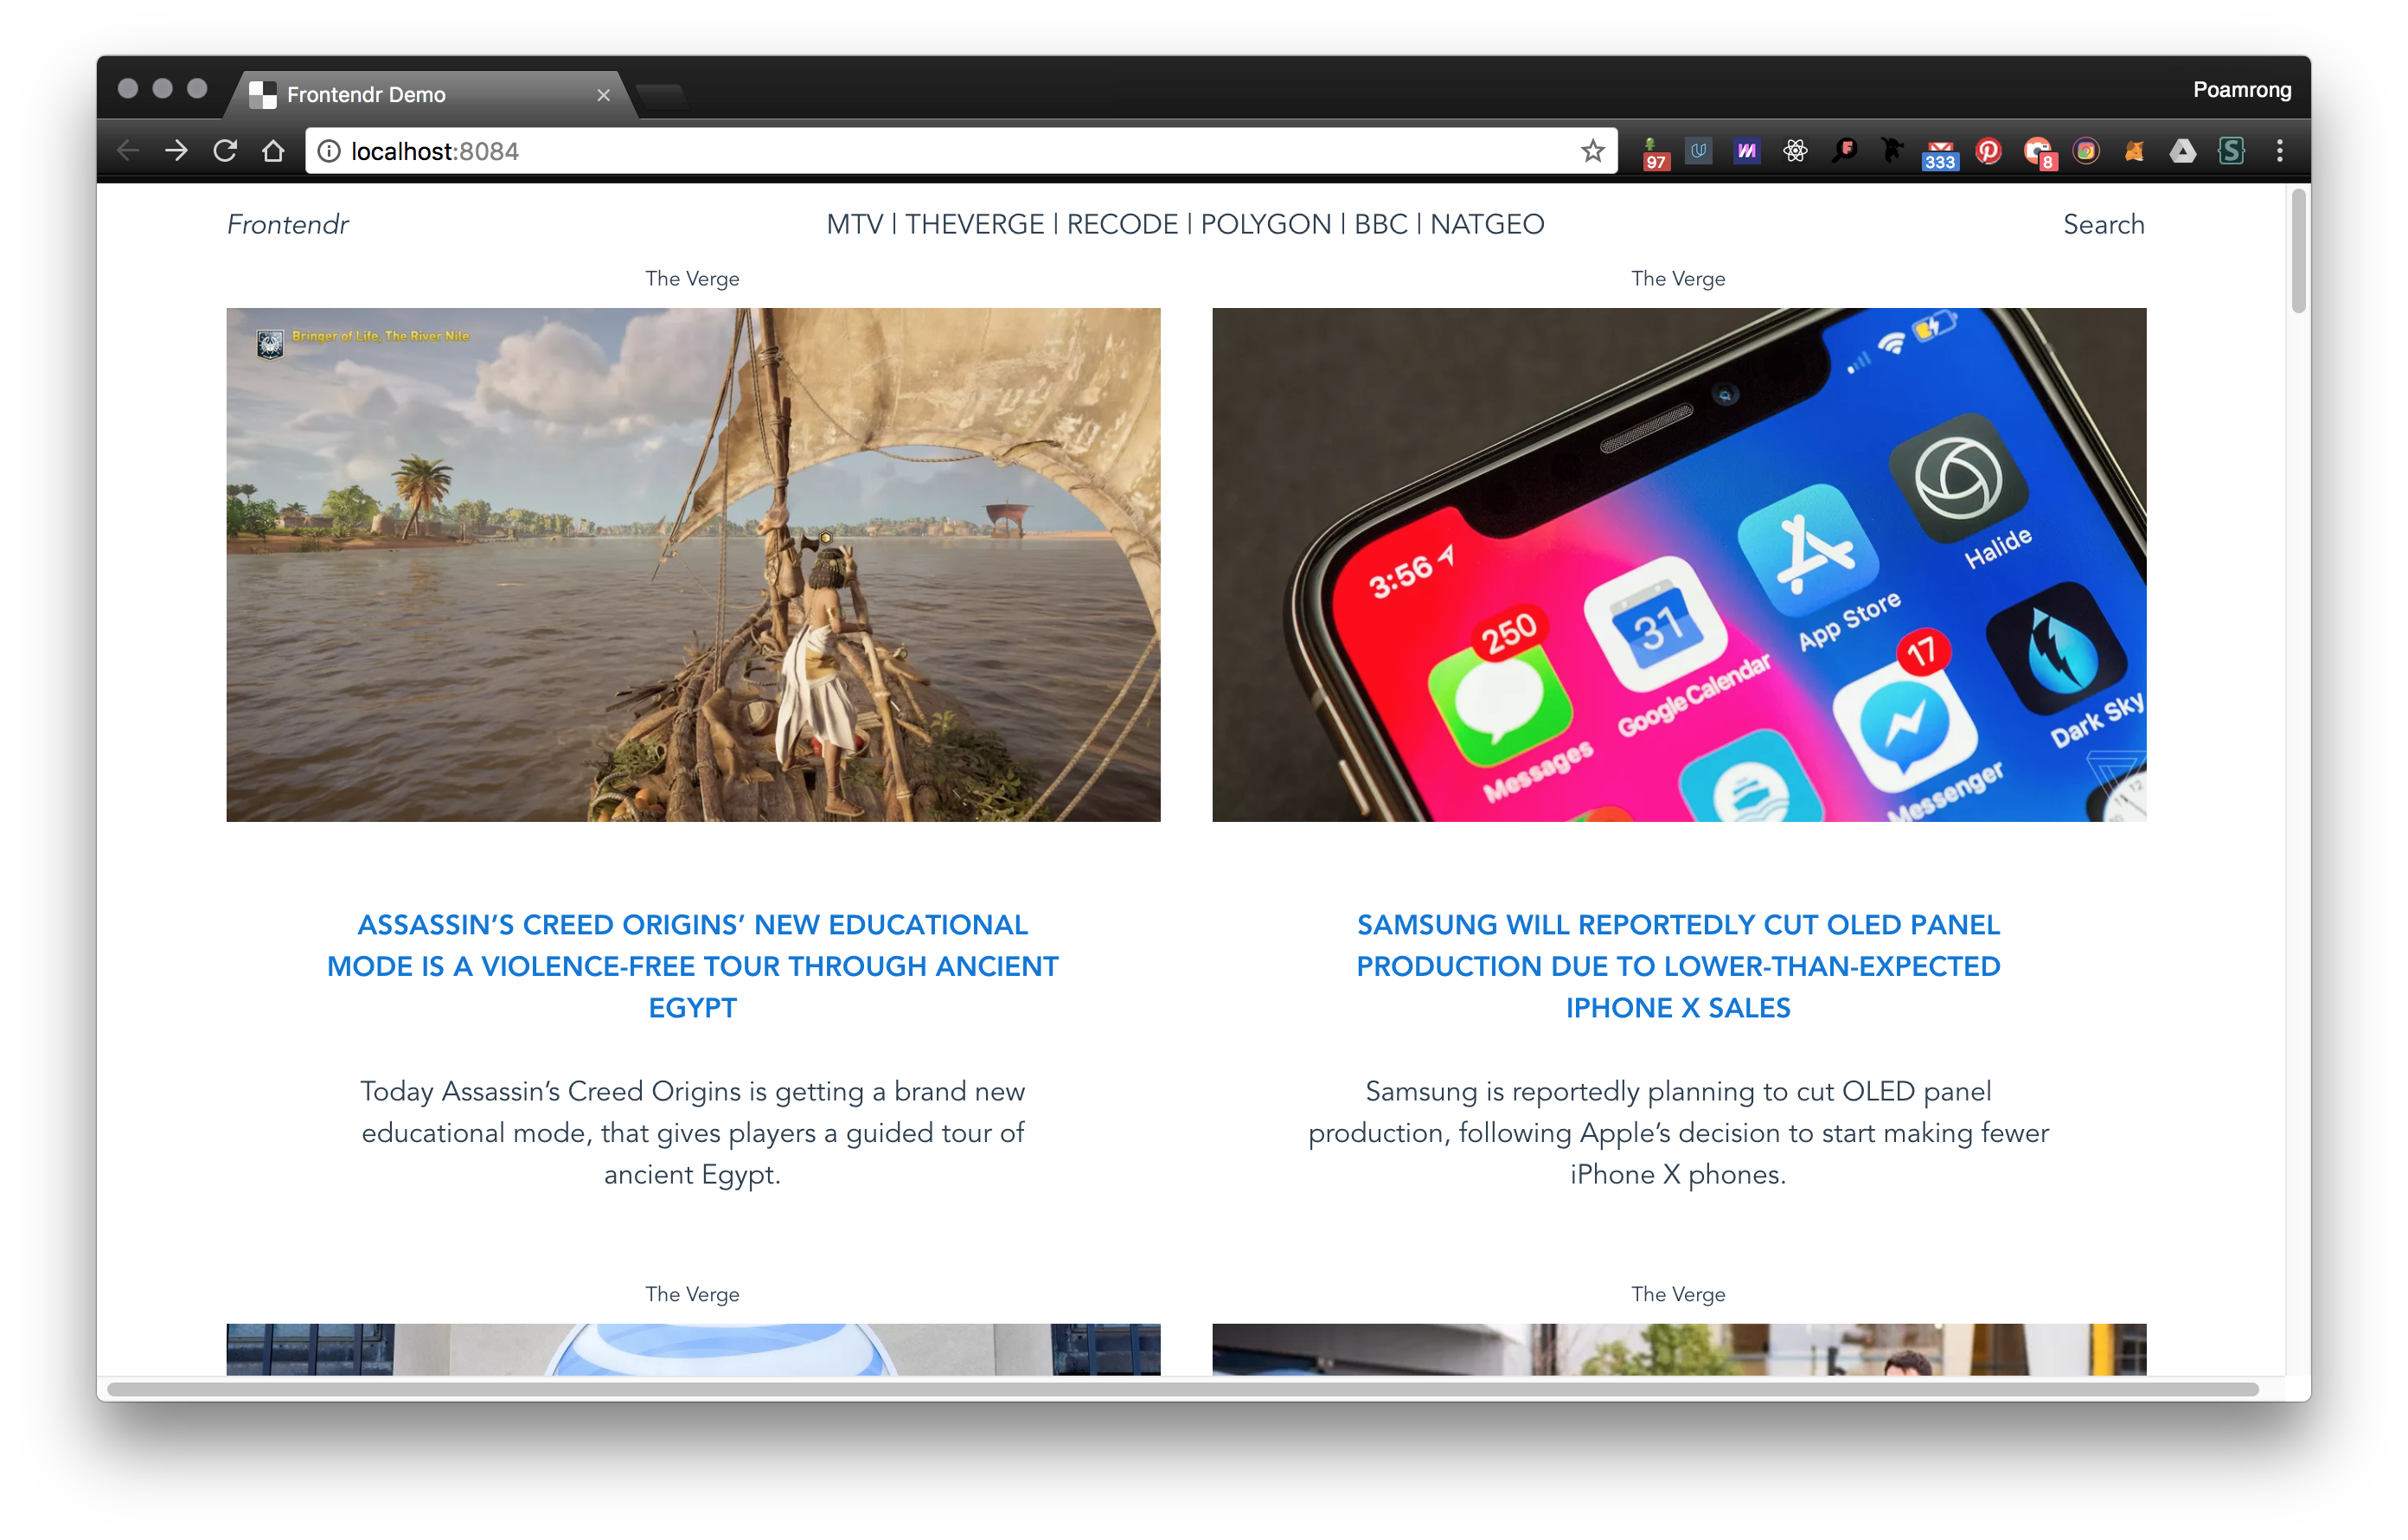 Frontendr Demo
Poamrong
localhost:8084
97
333
8
Frontendr
MTV | THEVERGE | RECODE | POLYGON | BBC | NATGEO
Search
The Verge
The Verge
Bringer of Life, The River Nile
3:56
Halide
App Store
31
Google Calendar
250
Messages
17
Messenger
Dark Sky
12
ASSASSIN’S CREED ORIGINS’ NEW EDUCATIONAL
MODE IS A VIOLENCE-FREE TOUR THROUGH ANCIENT
EGYPT
SAMSUNG WILL REPORTEDLY CUT OLED PANEL
PRODUCTION DUE TO LOWER-THAN-EXPECTED
IPHONE X SALES
Today Assassin’s Creed Origins is getting a brand new
educational mode, that gives players a guided tour of
ancient Egypt.
Samsung is reportedly planning to cut OLED panel
production, following Apple’s decision to start making fewer
iPhone X phones.
The Verge
The Verge